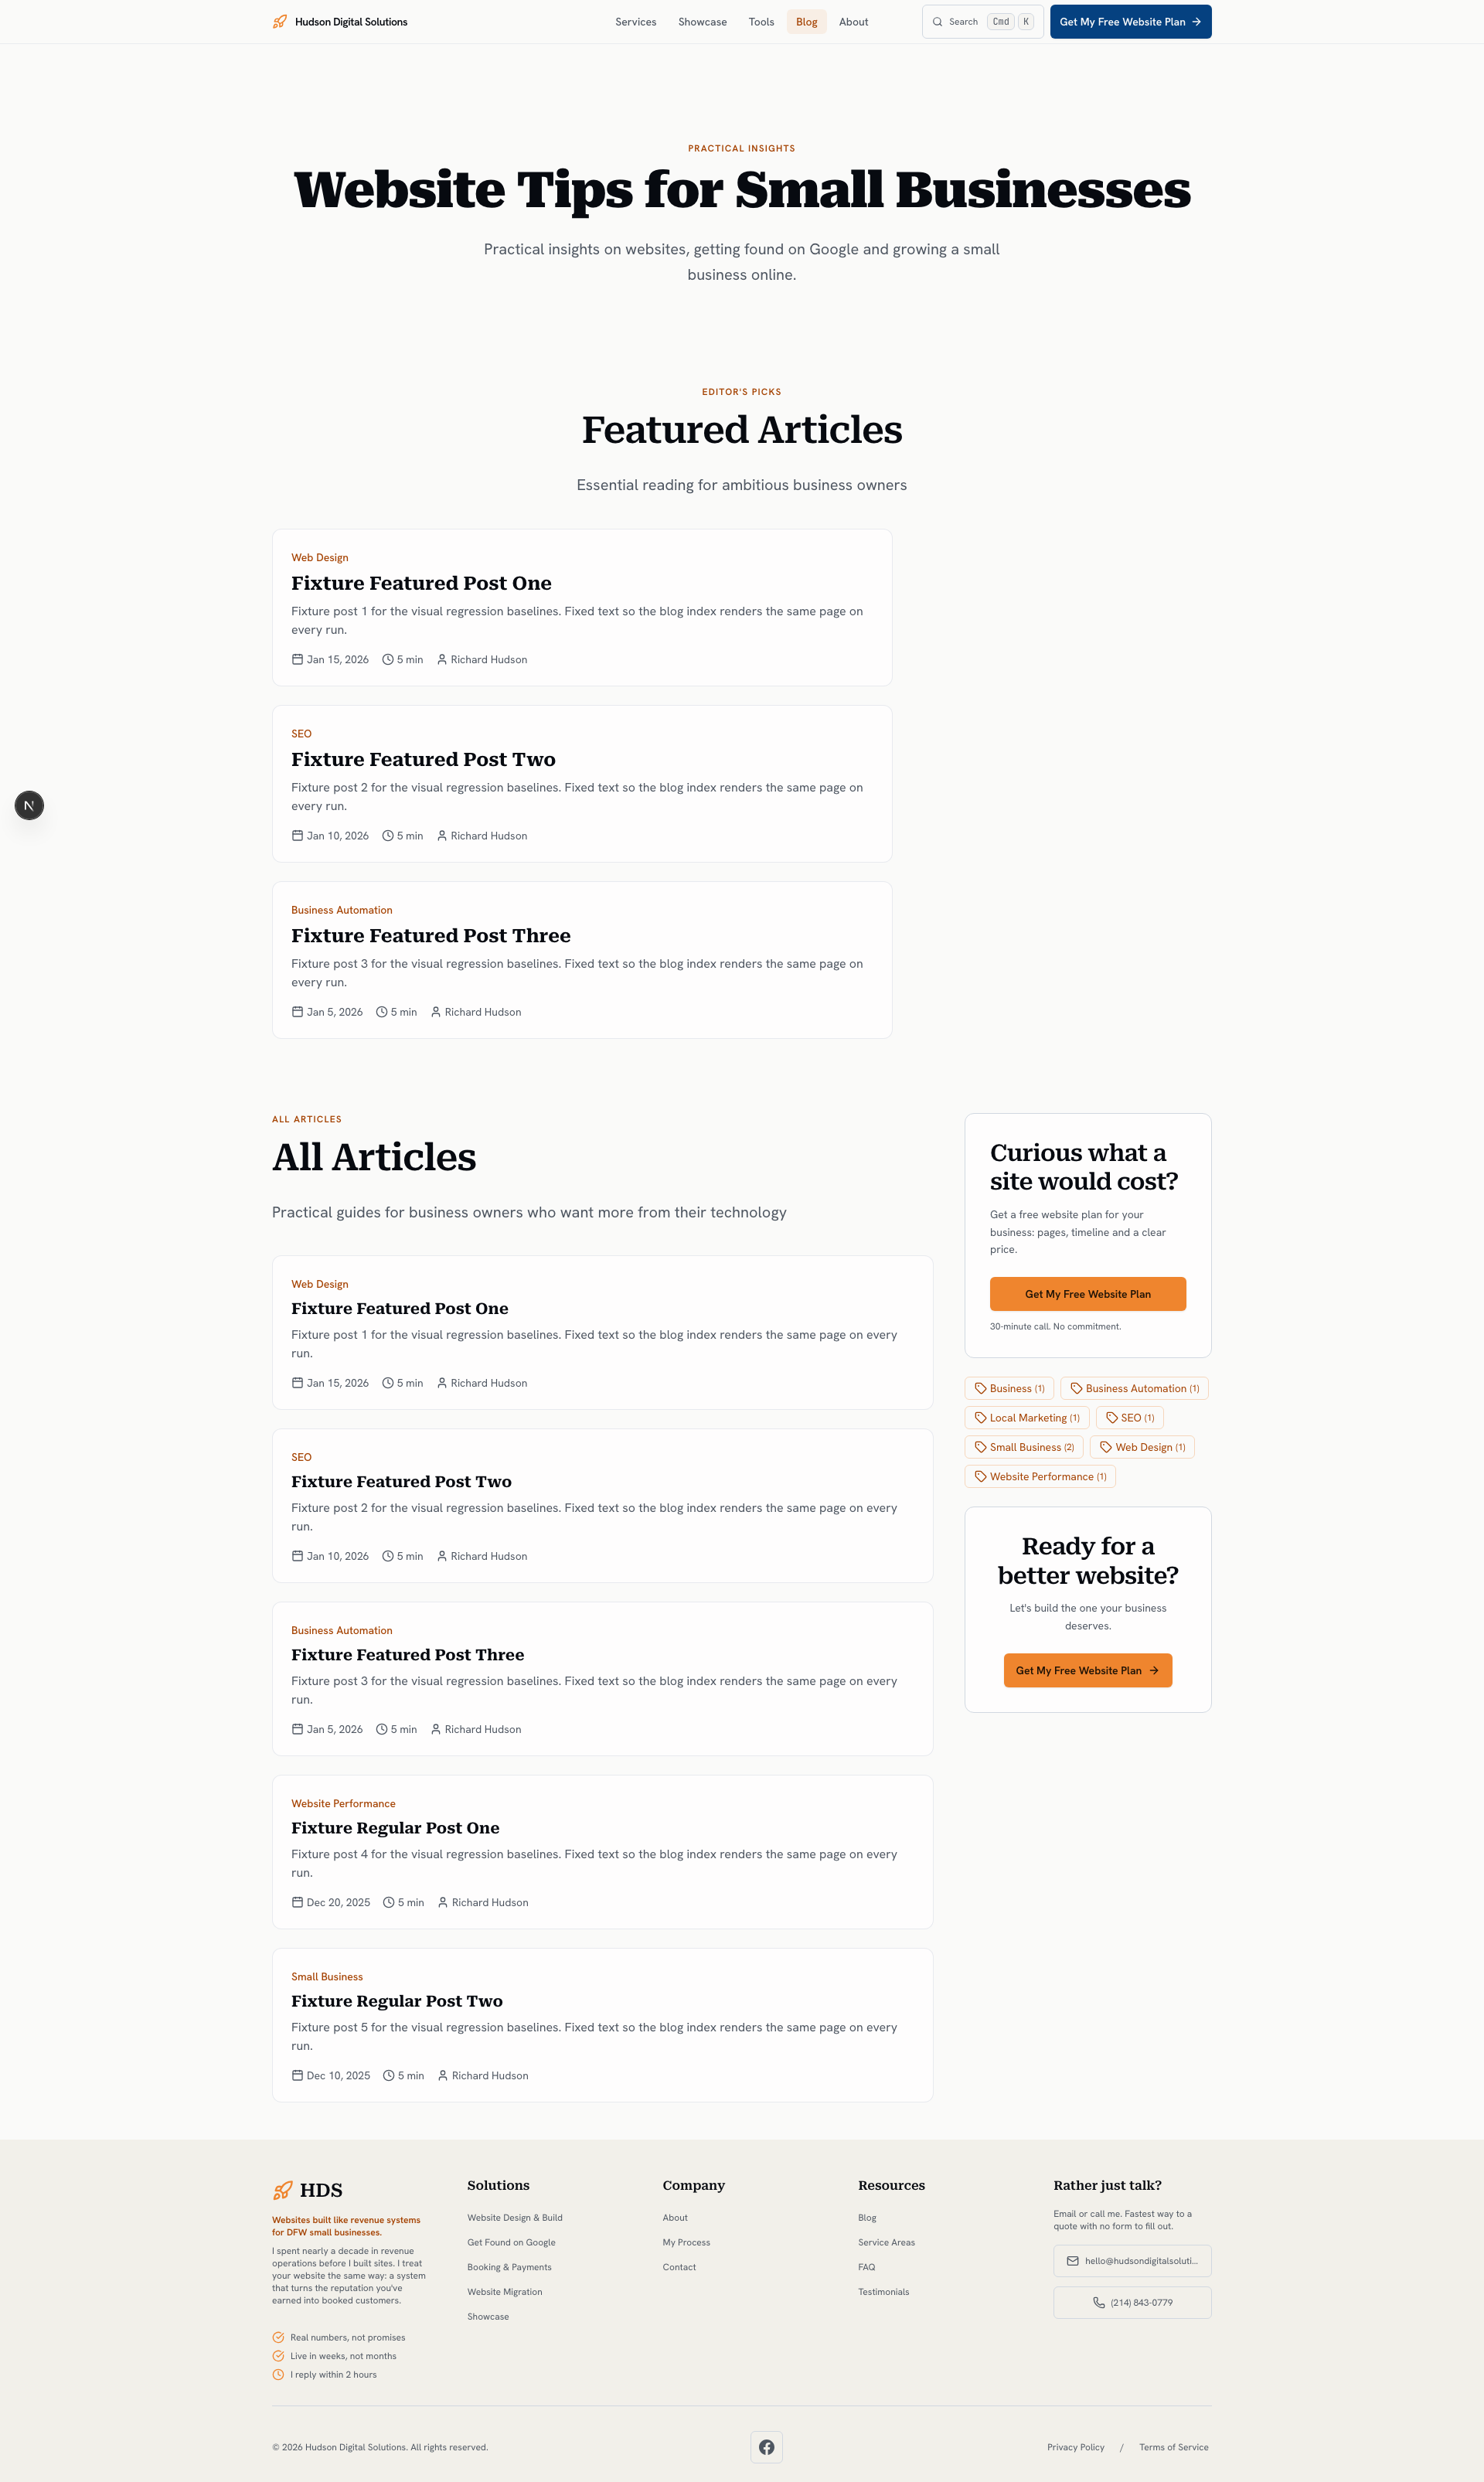 Hudson Digital Solutions
Services
Showcase
Tools
Blog
About
Search
Cmd
K
Get My Free Website Plan
PRACTICAL INSIGHTS
Website Tips for Small Businesses
Practical insights on websites, getting found on Google and growing a small
business online.
EDITOR'S PICKS
Featured Articles
Essential reading for ambitious business owners
Web Design
Fixture Featured Post One
Fixture post 1 for the visual regression baselines. Fixed text so the blog index renders the same page on
every run.
Jan 15, 2026
5 min
Richard Hudson
SEO
Fixture Featured Post Two
Fixture post 2 for the visual regression baselines. Fixed text so the blog index renders the same page on
every run.
Jan 10, 2026
5 min
Richard Hudson
Business Automation
Fixture Featured Post Three
Fixture post 3 for the visual regression baselines. Fixed text so the blog index renders the same page on
every run.
Jan 5, 2026
5 min
Richard Hudson
N
ALL ARTICLES
All Articles
Practical guides for business owners who want more from their technology
Web Design
Fixture Featured Post One
Fixture post 1 for the visual regression baselines. Fixed text so the blog index renders the same page on every
run.
Jan 15, 2026
5 min
Richard Hudson
SEO
Fixture Featured Post Two
Fixture post 2 for the visual regression baselines. Fixed text so the blog index renders the same page on every
run.
Jan 10, 2026
5 min
Richard Hudson
Business Automation
Fixture Featured Post Three
Fixture post 3 for the visual regression baselines. Fixed text so the blog index renders the same page on every
run.
Jan 5, 2026
5 min
Richard Hudson
Website Performance
Fixture Regular Post One
Fixture post 4 for the visual regression baselines. Fixed text so the blog index renders the same page on every
run.
Dec 20, 2025
5 min
Richard Hudson
Small Business
Fixture Regular Post Two
Fixture post 5 for the visual regression baselines. Fixed text so the blog index renders the same page on every
run.
Dec 10, 2025
5 min
Richard Hudson
Curious what a
site would cost?
Get a free website plan for your
business: pages, timeline and a clear
price.
Get My Free Website Plan
30-minute call. No commitment.
Business (1)
Business Automation (1)
Local Marketing (1)
SEO (1)
Small Business (2)
Web Design (1)
Website Performance (1)
Ready for a
better website?
Let's build the one your business
deserves.
Get My Free Website Plan
HDS
Websites built like revenue systems
for DFW small businesses.
I spent nearly a decade in revenue
operations before I built sites. I treat
your website the same way: a system
that turns the reputation you've
earned into booked customers.
Real numbers, not promises
Live in weeks, not months
I reply within 2 hours
Solutions
Website Design & Build
Get Found on Google
Booking & Payments
Website Migration
Showcase
Company
About
My Process
Contact
Resources
Blog
Service Areas
FAQ
Testimonials
Rather just talk?
Email or call me. Fastest way to a
quote with no form to fill out.
hello@hudsondigitalsoluti...
(214) 843-0779
© 2026 Hudson Digital Solutions. All rights reserved.
Privacy Policy
/
Terms of Service